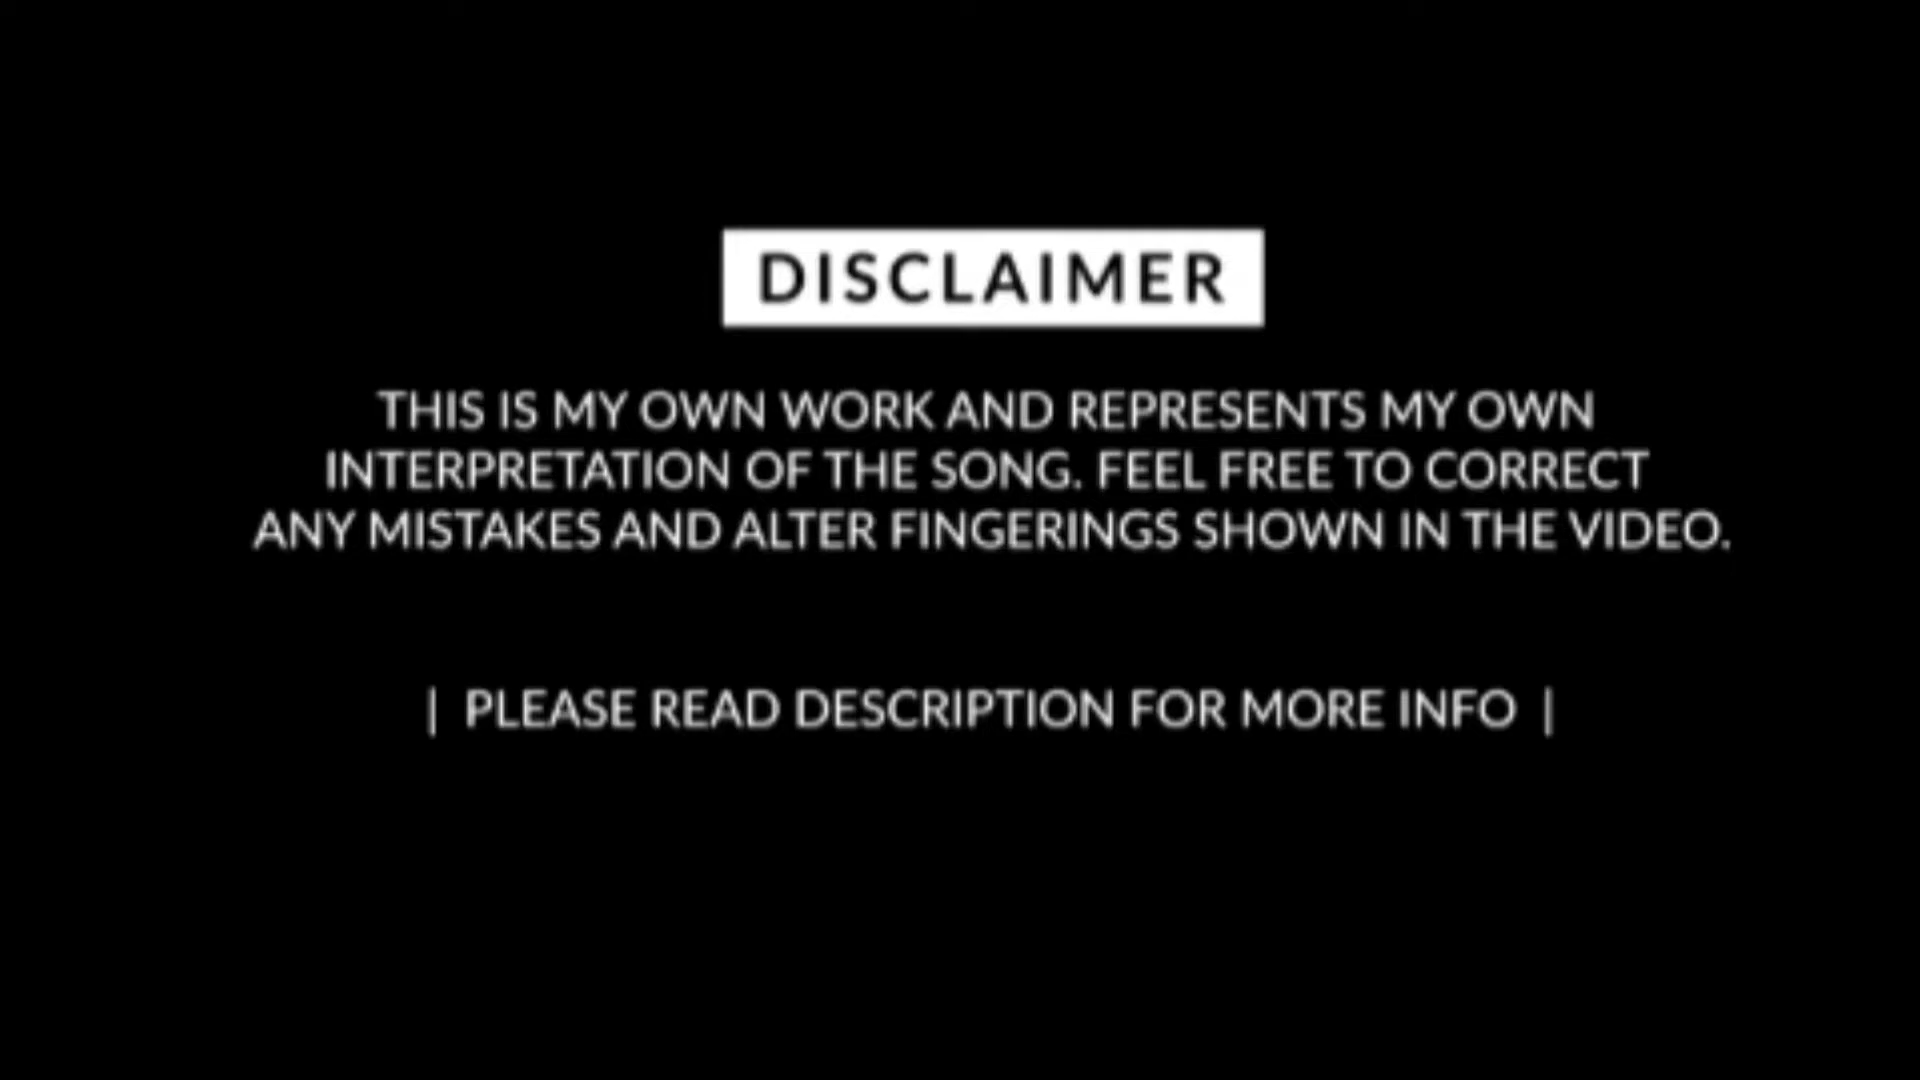 DISCLAIMER
THIS IS MY OWN WORK AND REPRESENTS MY OWN
INTERPRETATION OF THE SONG. FEEL FREE TO CORRECT
ANY MISTAKES AND ALTER FINGERINGS SHOWN IN THE VIDEO.
| PLEASE READ DESCRIPTION FOR MORE INFO |